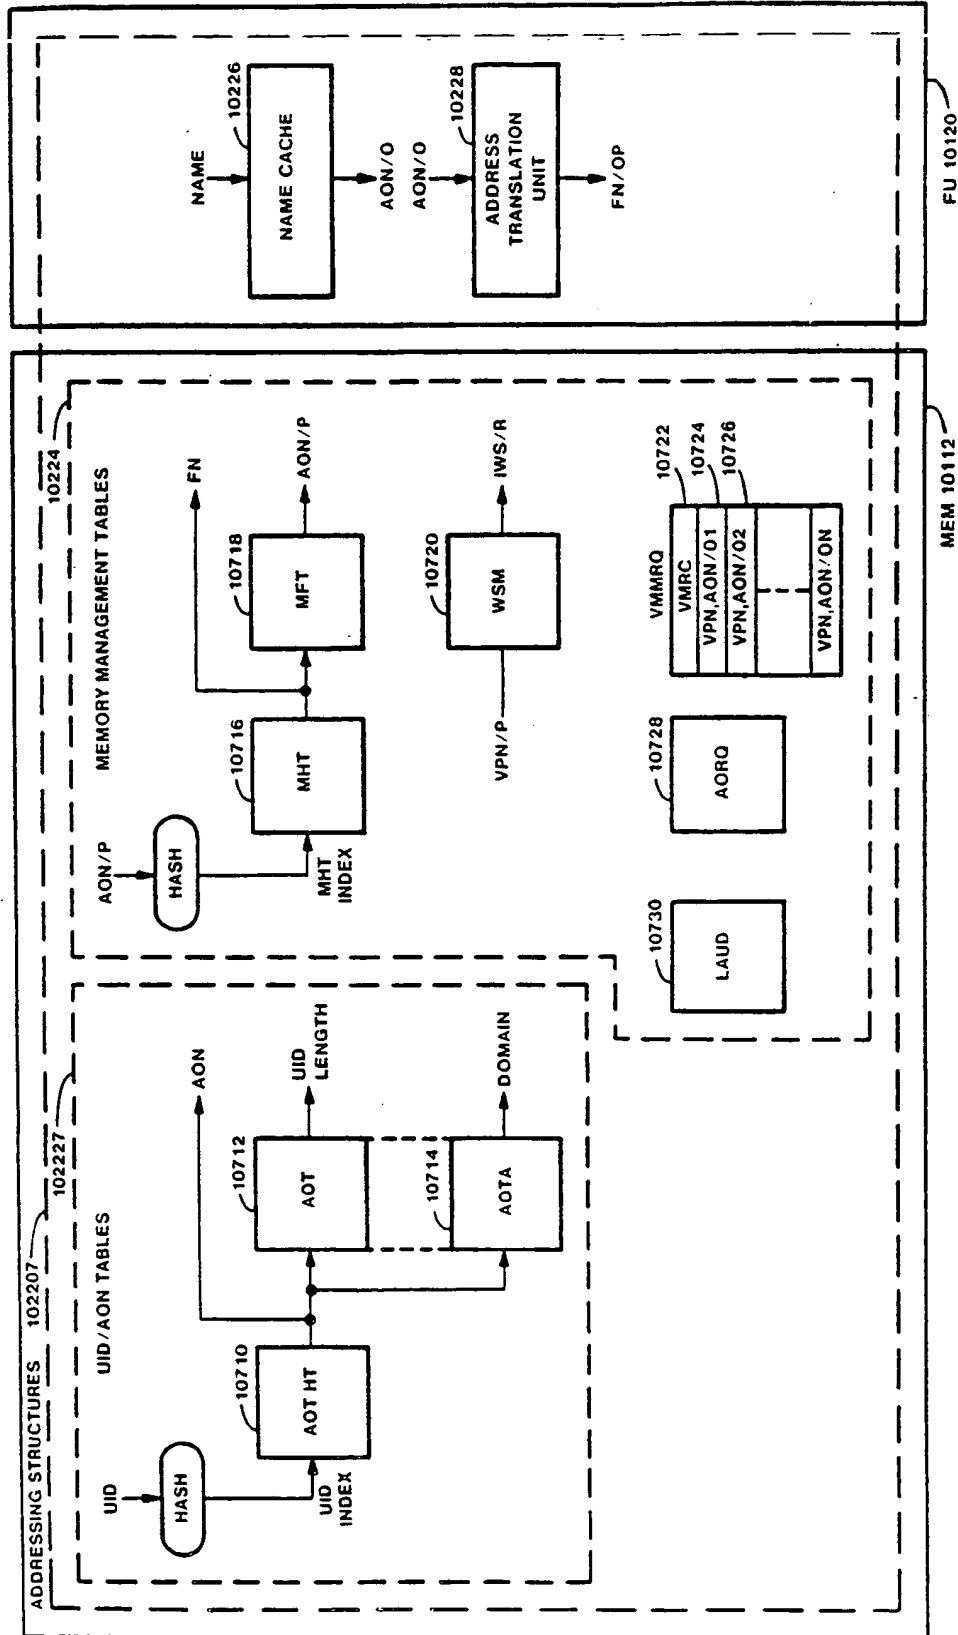 ADDRESSING STRUCTURES 102207
102227
UID/AON TABLES
UID
HASH
UID
INDEX
10710
AOT HT
AON
10712
AOT
UID
LENGTH
10714
AOTA
DOMAIN
10224
MEMORY MANAGEMENT TABLES
AON/P
HASH
MHT
INDEX
10716
MHT
FN
10718
MFT
AON/P
VPN/P
10720
WSM
IWS/R
10730
LAUD
10728
AORQ
VMMRQ
VMRC
VPN,AON/O1
VPN,AON/O2
VPN,AON/ON
10722
10724
10726
MEM 10112
NAME
10226
NAME CACHE
AON/O
AON/O
10228
ADDRESS
TRANSLATION
UNIT
FN/OP
FU 10120